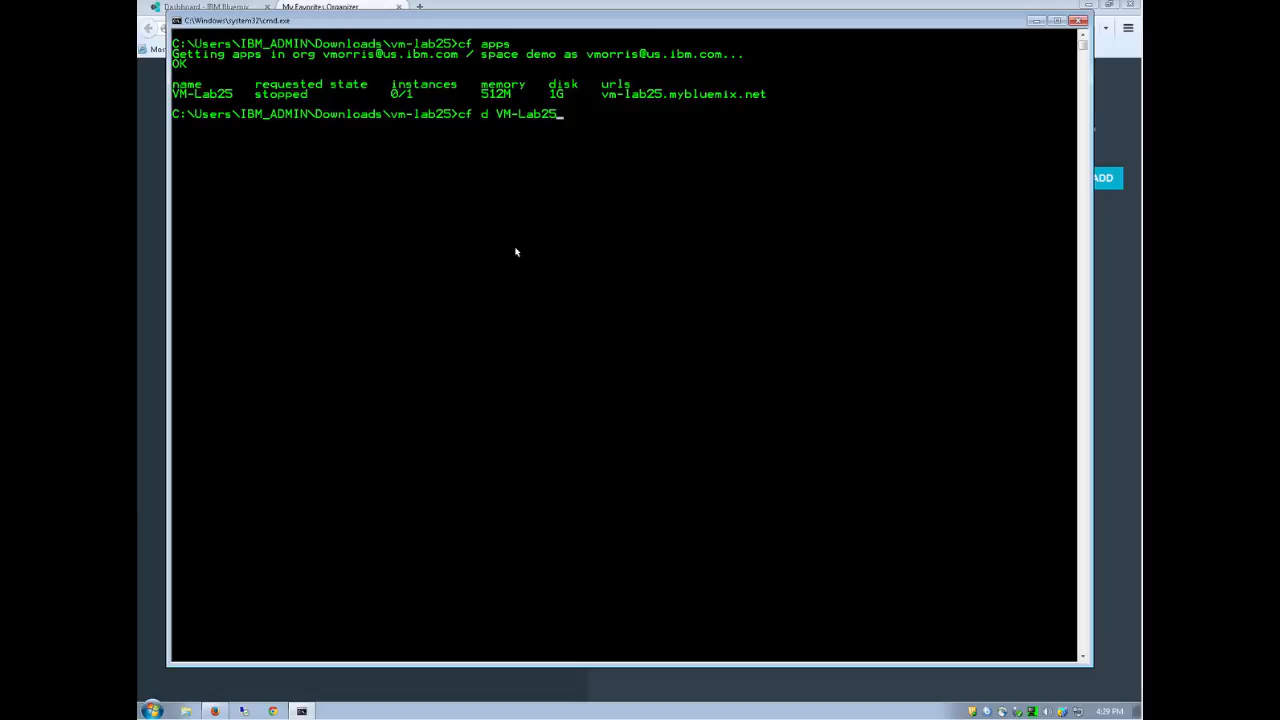 Dashboard - IBM Bluemix
My Favorites Organizer
C:\Windows\system32\cmd.exe
Mos
C:\Users\IBM_ADMIN\Downloads\vm-lab25>cf apps
Getting apps in org vmorris@us.ibm.com / space demo as vmorris@us.ibm.com...
OK
name requested state instances memory disk urls
VM-Lab25 stopped 0/1 512M 1G vm-lab25.mybluemix.net
C:\Users\IBM_ADMIN\Downloads\vm-lab25>cf d VM-Lab25_
ADD
4:29 PM